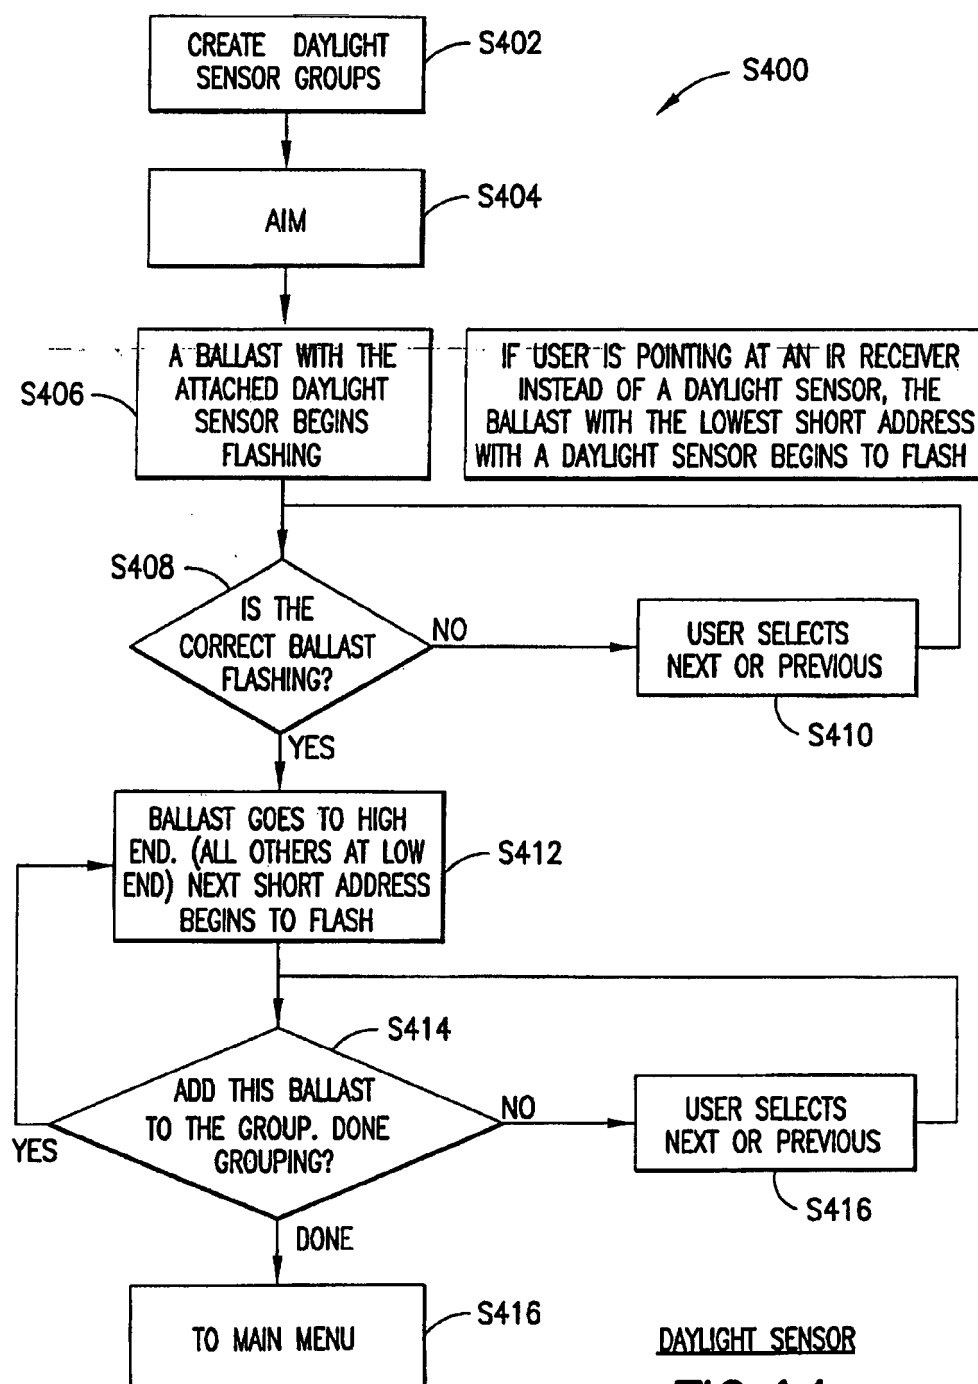 CREATE DAYLIGHT
SENSOR GROUPS
S402
S400
AIM
S404
A BALLAST WITH THE
ATTACHED DAYLIGHT
SENSOR BEGINS
FLASHING
S406
IF USER IS POINTING AT AN IR RECEIVER
INSTEAD OF A DAYLIGHT SENSOR, THE
BALLAST WITH THE LOWEST SHORT ADDRESS
WITH A DAYLIGHT SENSOR BEGINS TO FLASH
S408
IS THE
CORRECT BALLAST
FLASHING?
NO
USER SELECTS
NEXT OR PREVIOUS
S410
YES
BALLAST GOES TO HIGH
END. (ALL OTHERS AT LOW
END) NEXT SHORT ADDRESS
BEGINS TO FLASH
S412
S414
ADD THIS BALLAST
TO THE GROUP. DONE
GROUPING?
YES
NO
USER SELECTS
NEXT OR PREVIOUS
S416
DONE
TO MAIN MENU
S416
DAYLIGHT SENSOR